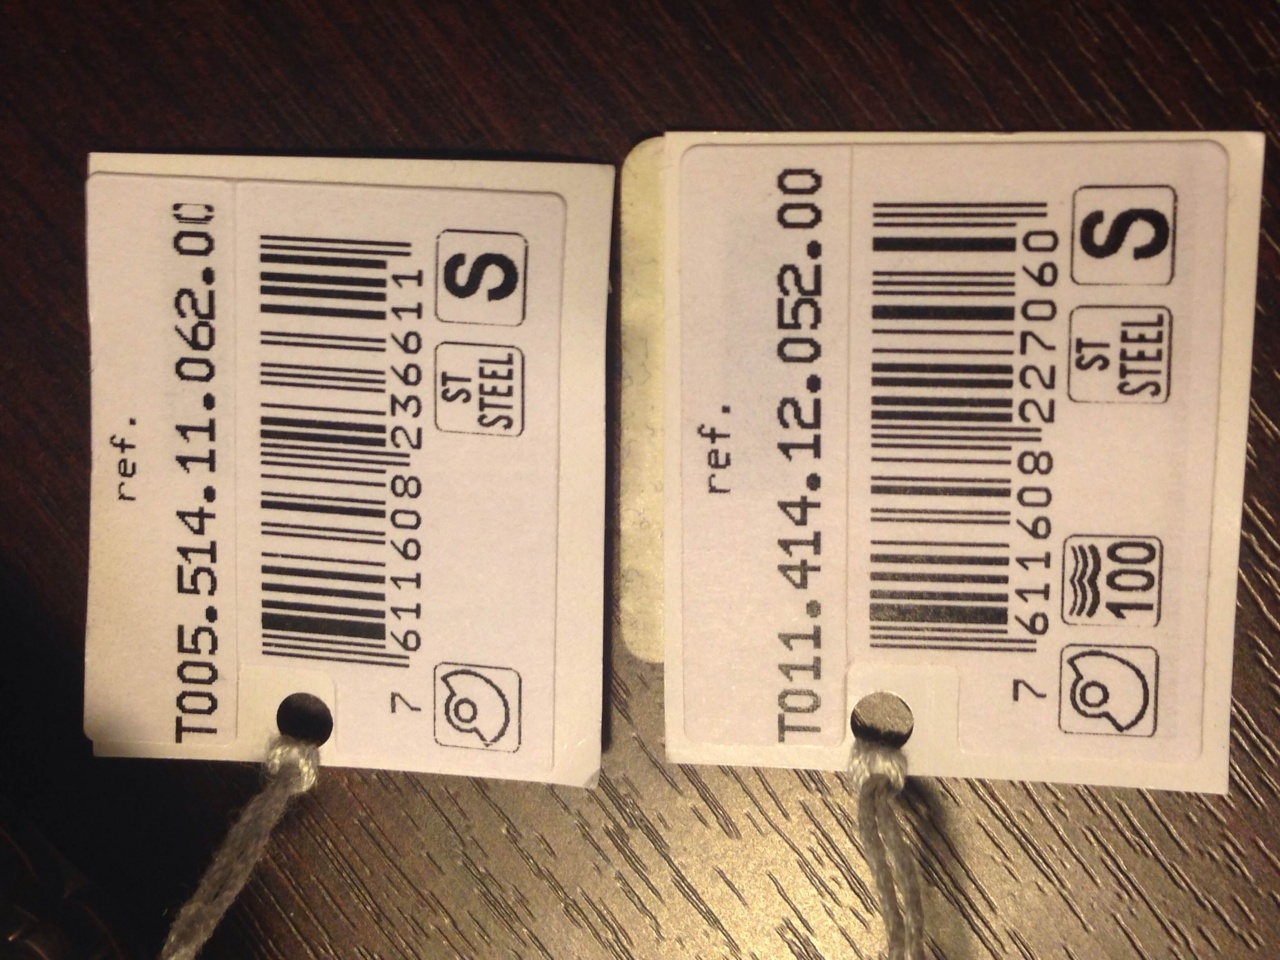 ref.
T005.514.11.062.00
7 611608 236611
ST
STEEL
S
ref.
T011.414.12.052.00
7 611608 227060
100
ST
STEEL
S